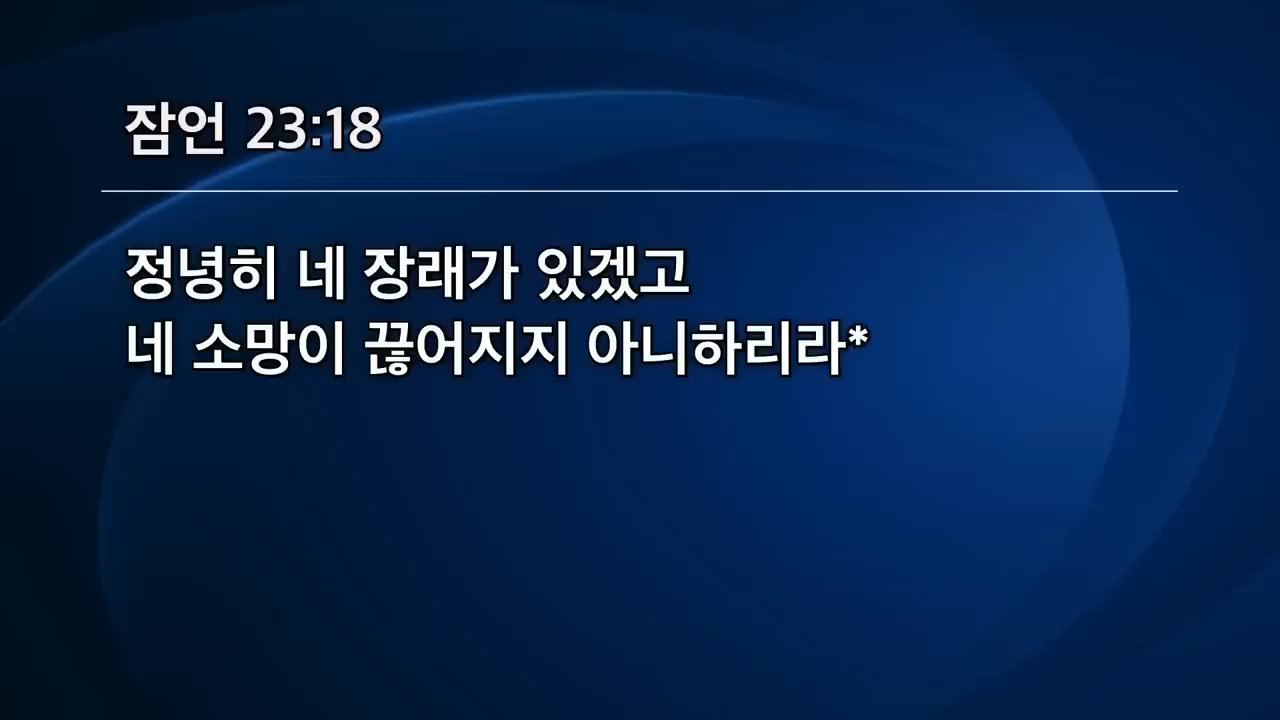 잠언 23:18
정녕히 네 장래가 있겠고
네 소망이 끊어지지 아니하리라*